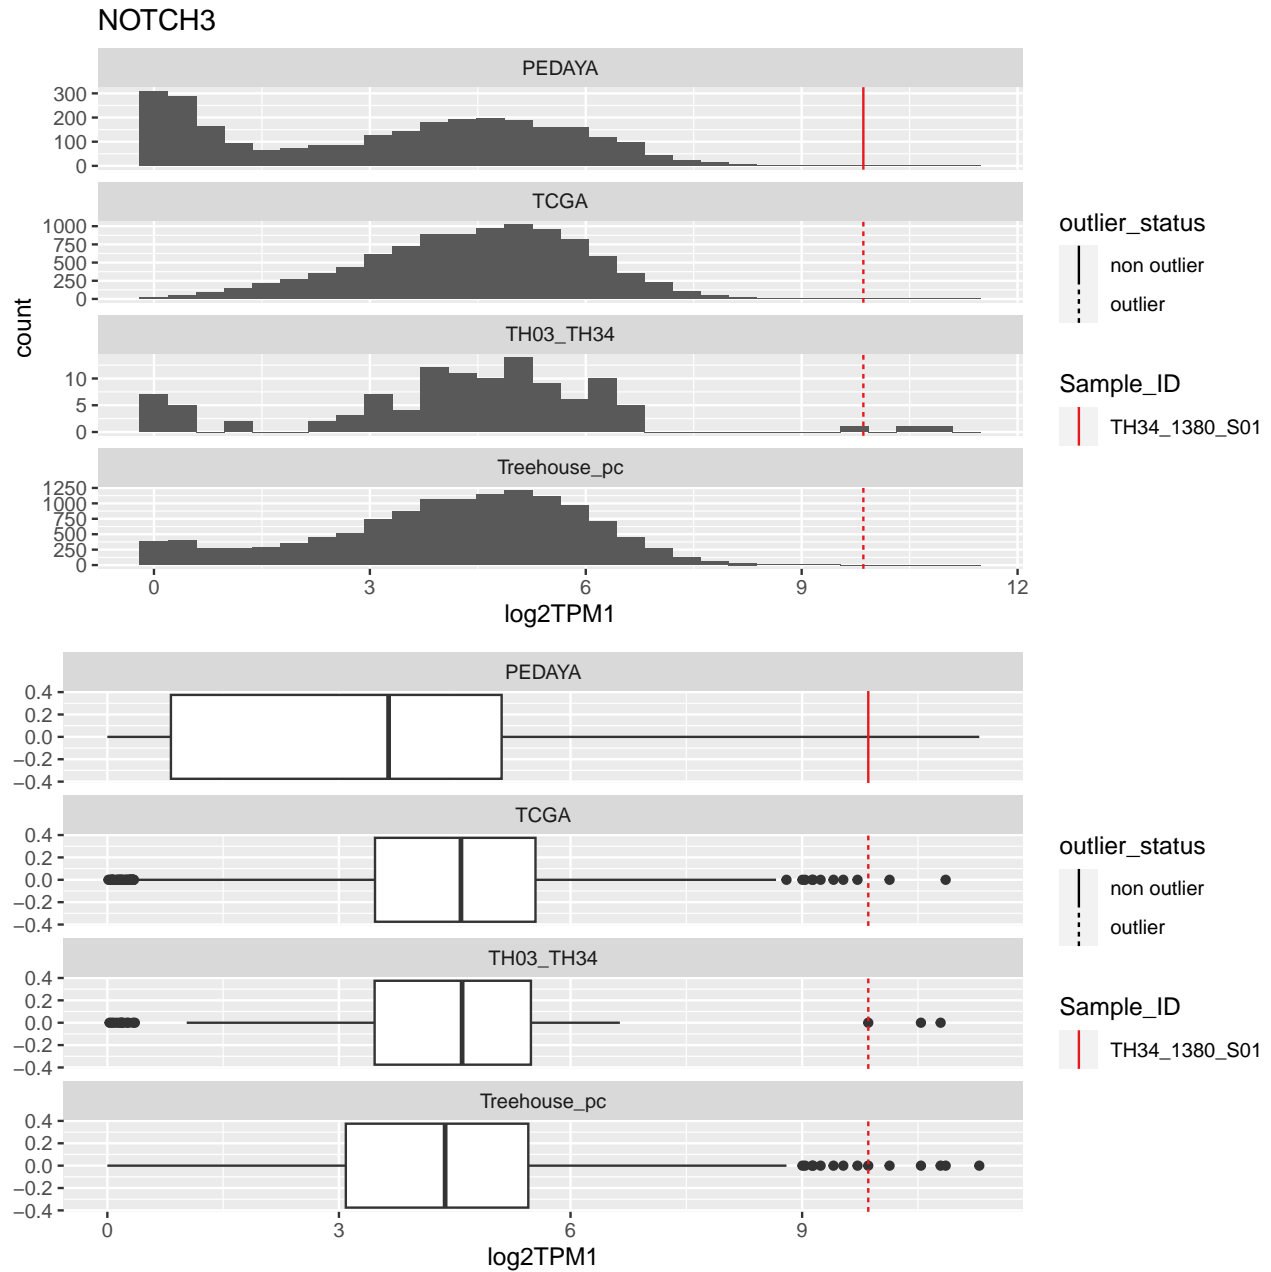 NOTCH3
PEDAYA
300
200
100
0
TCGA
1000
750
500
250
0
TH03_TH34
10
5
0
Treehouse_pc
1250
1000
750
500
250
0
0 3 6 9 12
log2TPM1
count
outlier_status
non outlier
outlier
Sample_ID
TH34_1380_S01
PEDAYA
0.4
0.2
0.0
−0.2
−0.4
TCGA
0.4
0.2
0.0
−0.2
−0.4
TH03_TH34
0.4
0.2
0.0
−0.2
−0.4
Treehouse_pc
0.4
0.2
0.0
−0.2
−0.4
0 3 6 9
log2TPM1
outlier_status
non outlier
outlier
Sample_ID
TH34_1380_S01